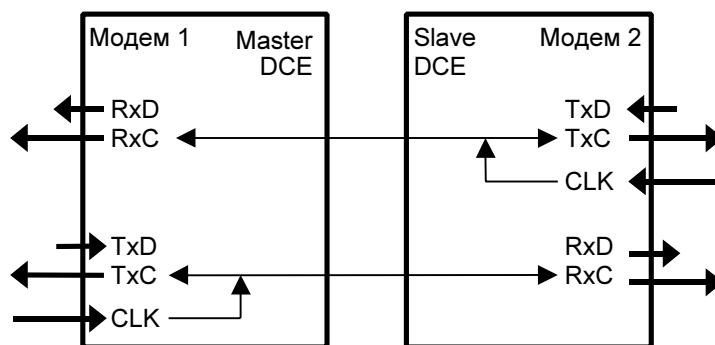 Модем 1
Master
DCE
RxD
RxC
TxD
TxC
CLK
Slave
DCE
Модем 2
TxD
TxC
CLK
RxD
RxC